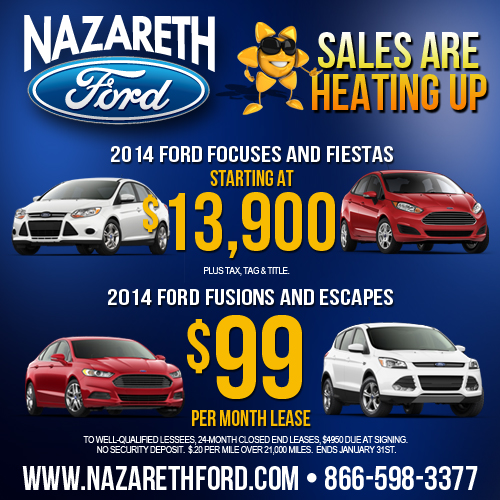 NAZARETH
Ford
SALES ARE
HEATING UP
2014 FORD FOCUSES AND FIESTAS
STARTING AT
$13,900
PLUS TAX, TAG & TITLE.
2014 FORD FUSIONS AND ESCAPES
$99
PER MONTH LEASE
TO WELL-QUALIFIED LESSEES, 24-MONTH CLOSED END LEASES, $4950 DUE AT SIGNING.
NO SECURITY DEPOSIT. $.20 PER MILE OVER 21,000 MILES. ENDS JANUARY 31ST.
WWW.NAZARETHFORD.COM • 866-598-3377